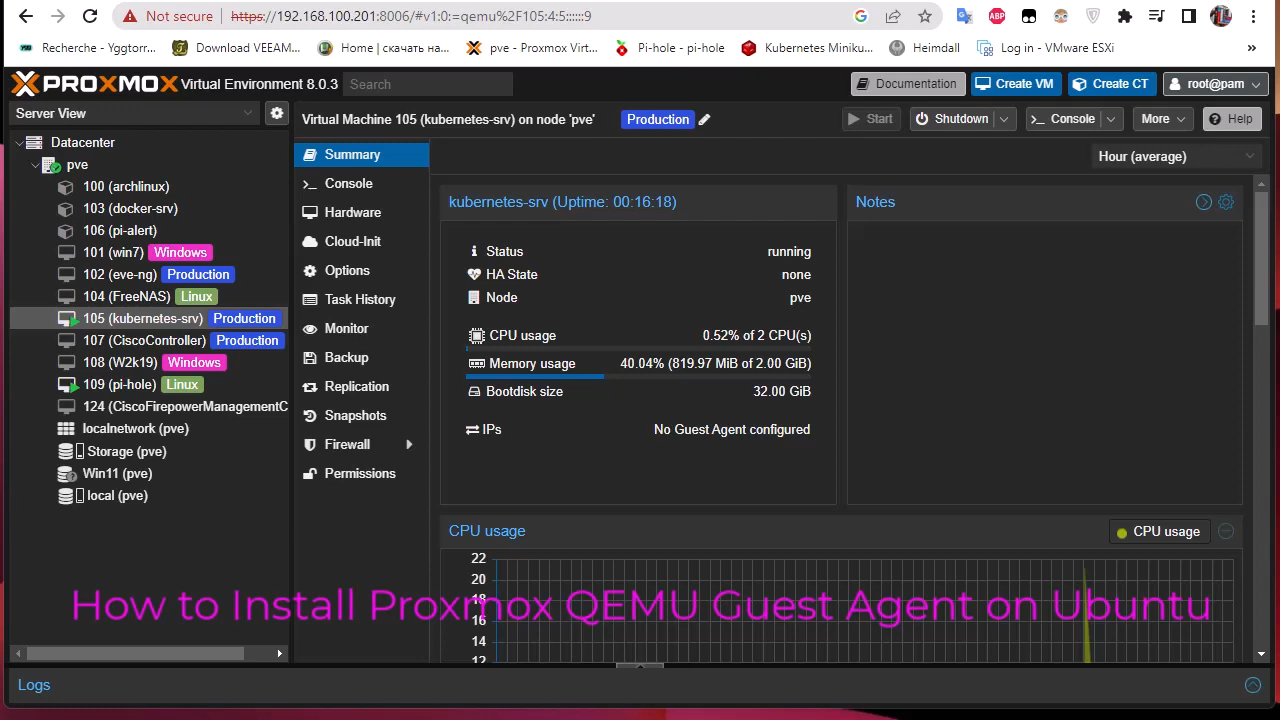 Not secure https://192.168.100.201:8006/#v1:0:=qemu%2F105:4:5::::::9
ABP
Recherche - Yggtorr...
Download VEEAM...
Home | скачать на...
pve - Proxmox Virt...
Pi-hole - pi-hole
Kubernetes Miniku...
Heimdall
Log in - VMware ESXi
»
PROXMOX Virtual Environment 8.0.3
Search
Documentation
Create VM
Create CT
root@pam
Server View
Virtual Machine 105 (kubernetes-srv) on node 'pve'
Production
Start
Shutdown
Console
More
Help
Datacenter
pve
100 (archlinux)
103 (docker-srv)
106 (pi-alert)
101 (win7) Windows
102 (eve-ng) Production
104 (FreeNAS) Linux
105 (kubernetes-srv) Production
107 (CiscoController) Production
108 (W2k19) Windows
109 (pi-hole) Linux
124 (CiscoFirepowerManagementC
localnetwork (pve)
Storage (pve)
Win11 (pve)
local (pve)
Summary
Console
Hardware
Cloud-Init
Options
Task History
Monitor
Backup
Replication
Snapshots
Firewall
Permissions
Hour (average)
kubernetes-srv (Uptime: 00:16:18)
Status running
HA State none
Node pve
CPU usage 0.52% of 2 CPU(s)
Memory usage 40.04% (819.97 MiB of 2.00 GiB)
Bootdisk size 32.00 GiB
IPs No Guest Agent configured
Notes
CPU usage
CPU usage
22
20
18
16
14
12
How to Install Proxmox QEMU Guest Agent on Ubuntu
Logs